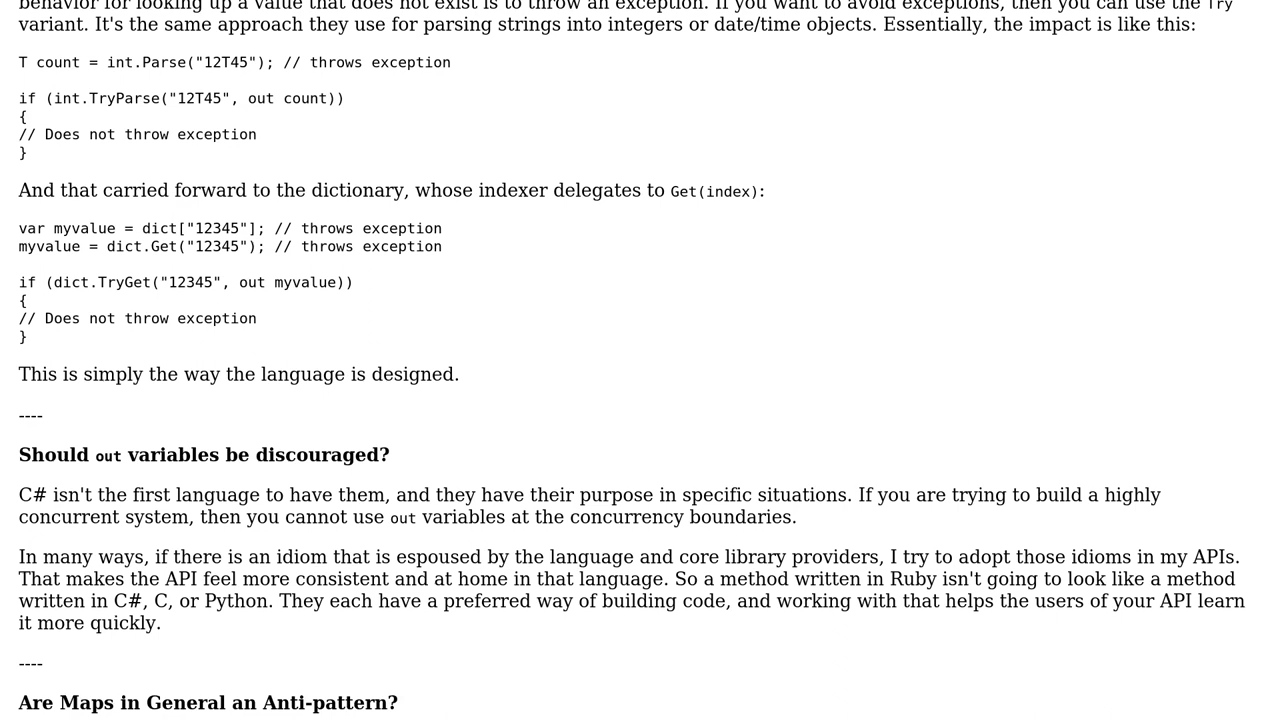 behavior for looking up a value that does not exist is to throw an exception. If you want to avoid exceptions, then you can use the Try
variant. It's the same approach they use for parsing strings into integers or date/time objects. Essentially, the impact is like this:
T count = int.Parse("12T45"); // throws exception
if (int.TryParse("12T45", out count))
{
// Does not throw exception
}
And that carried forward to the dictionary, whose indexer delegates to Get(index):
var myvalue = dict["12345"]; // throws exception
myvalue = dict.Get("12345"); // throws exception
if (dict.TryGet("12345", out myvalue))
{
// Does not throw exception
}
This is simply the way the language is designed.
----
Should out variables be discouraged?
C# isn't the first language to have them, and they have their purpose in specific situations. If you are trying to build a highly
concurrent system, then you cannot use out variables at the concurrency boundaries.
In many ways, if there is an idiom that is espoused by the language and core library providers, I try to adopt those idioms in my APIs.
That makes the API feel more consistent and at home in that language. So a method written in Ruby isn't going to look like a method
written in C#, C, or Python. They each have a preferred way of building code, and working with that helps the users of your API learn
it more quickly.
----
Are Maps in General an Anti-pattern?